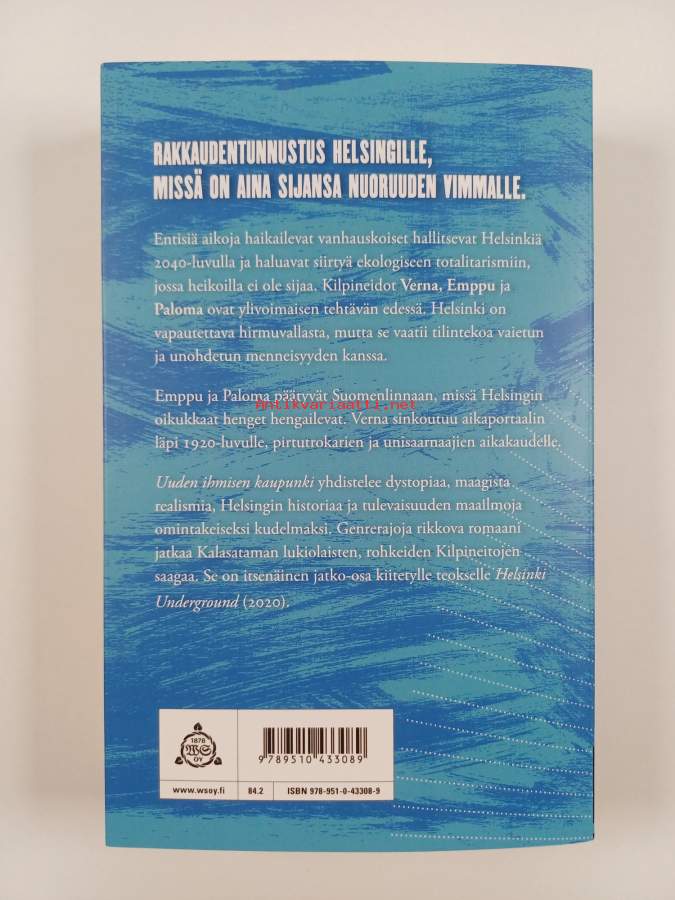 RAKKAUDENTUNNUSTUS HELSINGILLE,
MISSÄ ON AINA SIJANSA NUORUUDEN VIMMALLE.
Entisiä aikoja haikailevat vanhauskoiset hallitsevat Helsinkiä
2040-luvulla ja haluavat siirtyä ekologiseen totalitarismiin,
jossa heikoilla ei ole sijaa. Kilpineidot Verna, Emppu ja
Paloma ovat ylivoimaisen tehtävän edessä. Helsinki on
vapautettava hirmuvallasta, mutta se vaatii tilintekoa vaietun
ja unohdetun menneisyyden kanssa.
Emppu ja Paloma päätyvät Suomenlinnaan, missä Helsingin
Antikvariaatti.net
oikukkaat henget hengailevat. Verna sinkoutuu aikaportaalin
läpi 1920-luvulle, pirtutrokarien ja unisaarnaajien aikakaudelle.
Uuden ihmisen kaupunki yhdistelee dystopiaa, maagista
realismia, Helsingin historiaa ja tulevaisuuden maailmoja
omintakeiseksi kudelmaksi. Genrerajoja rikkova romaani
jatkaa Kalasataman lukiolaisten, rohkeiden Kilpineitojen
saagaa. Se on itsenäinen jatko-osa kiitetylle teokselle Helsinki
Underground (2020).
1878
WS
OY
9 789510 433089
www.wsoy.fi
84.2
ISBN 978-951-0-43308-9